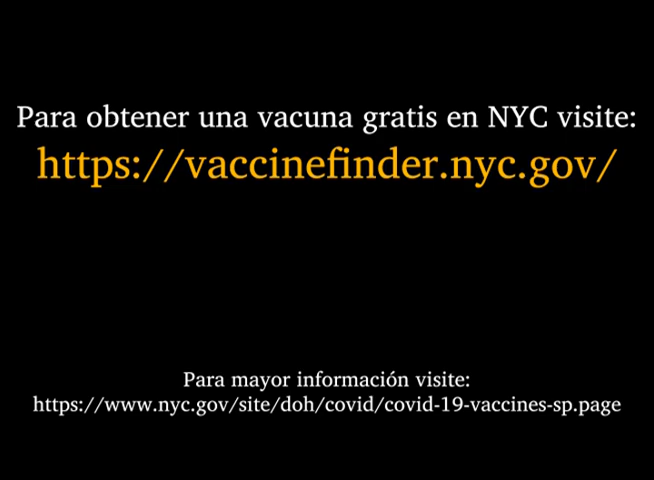 Para obtener una vacuna gratis en NYC visite:
https://vaccinefinder.nyc.gov/
Para mayor información visite:
https://www.nyc.gov/site/doh/covid/covid-19-vaccines-sp.page